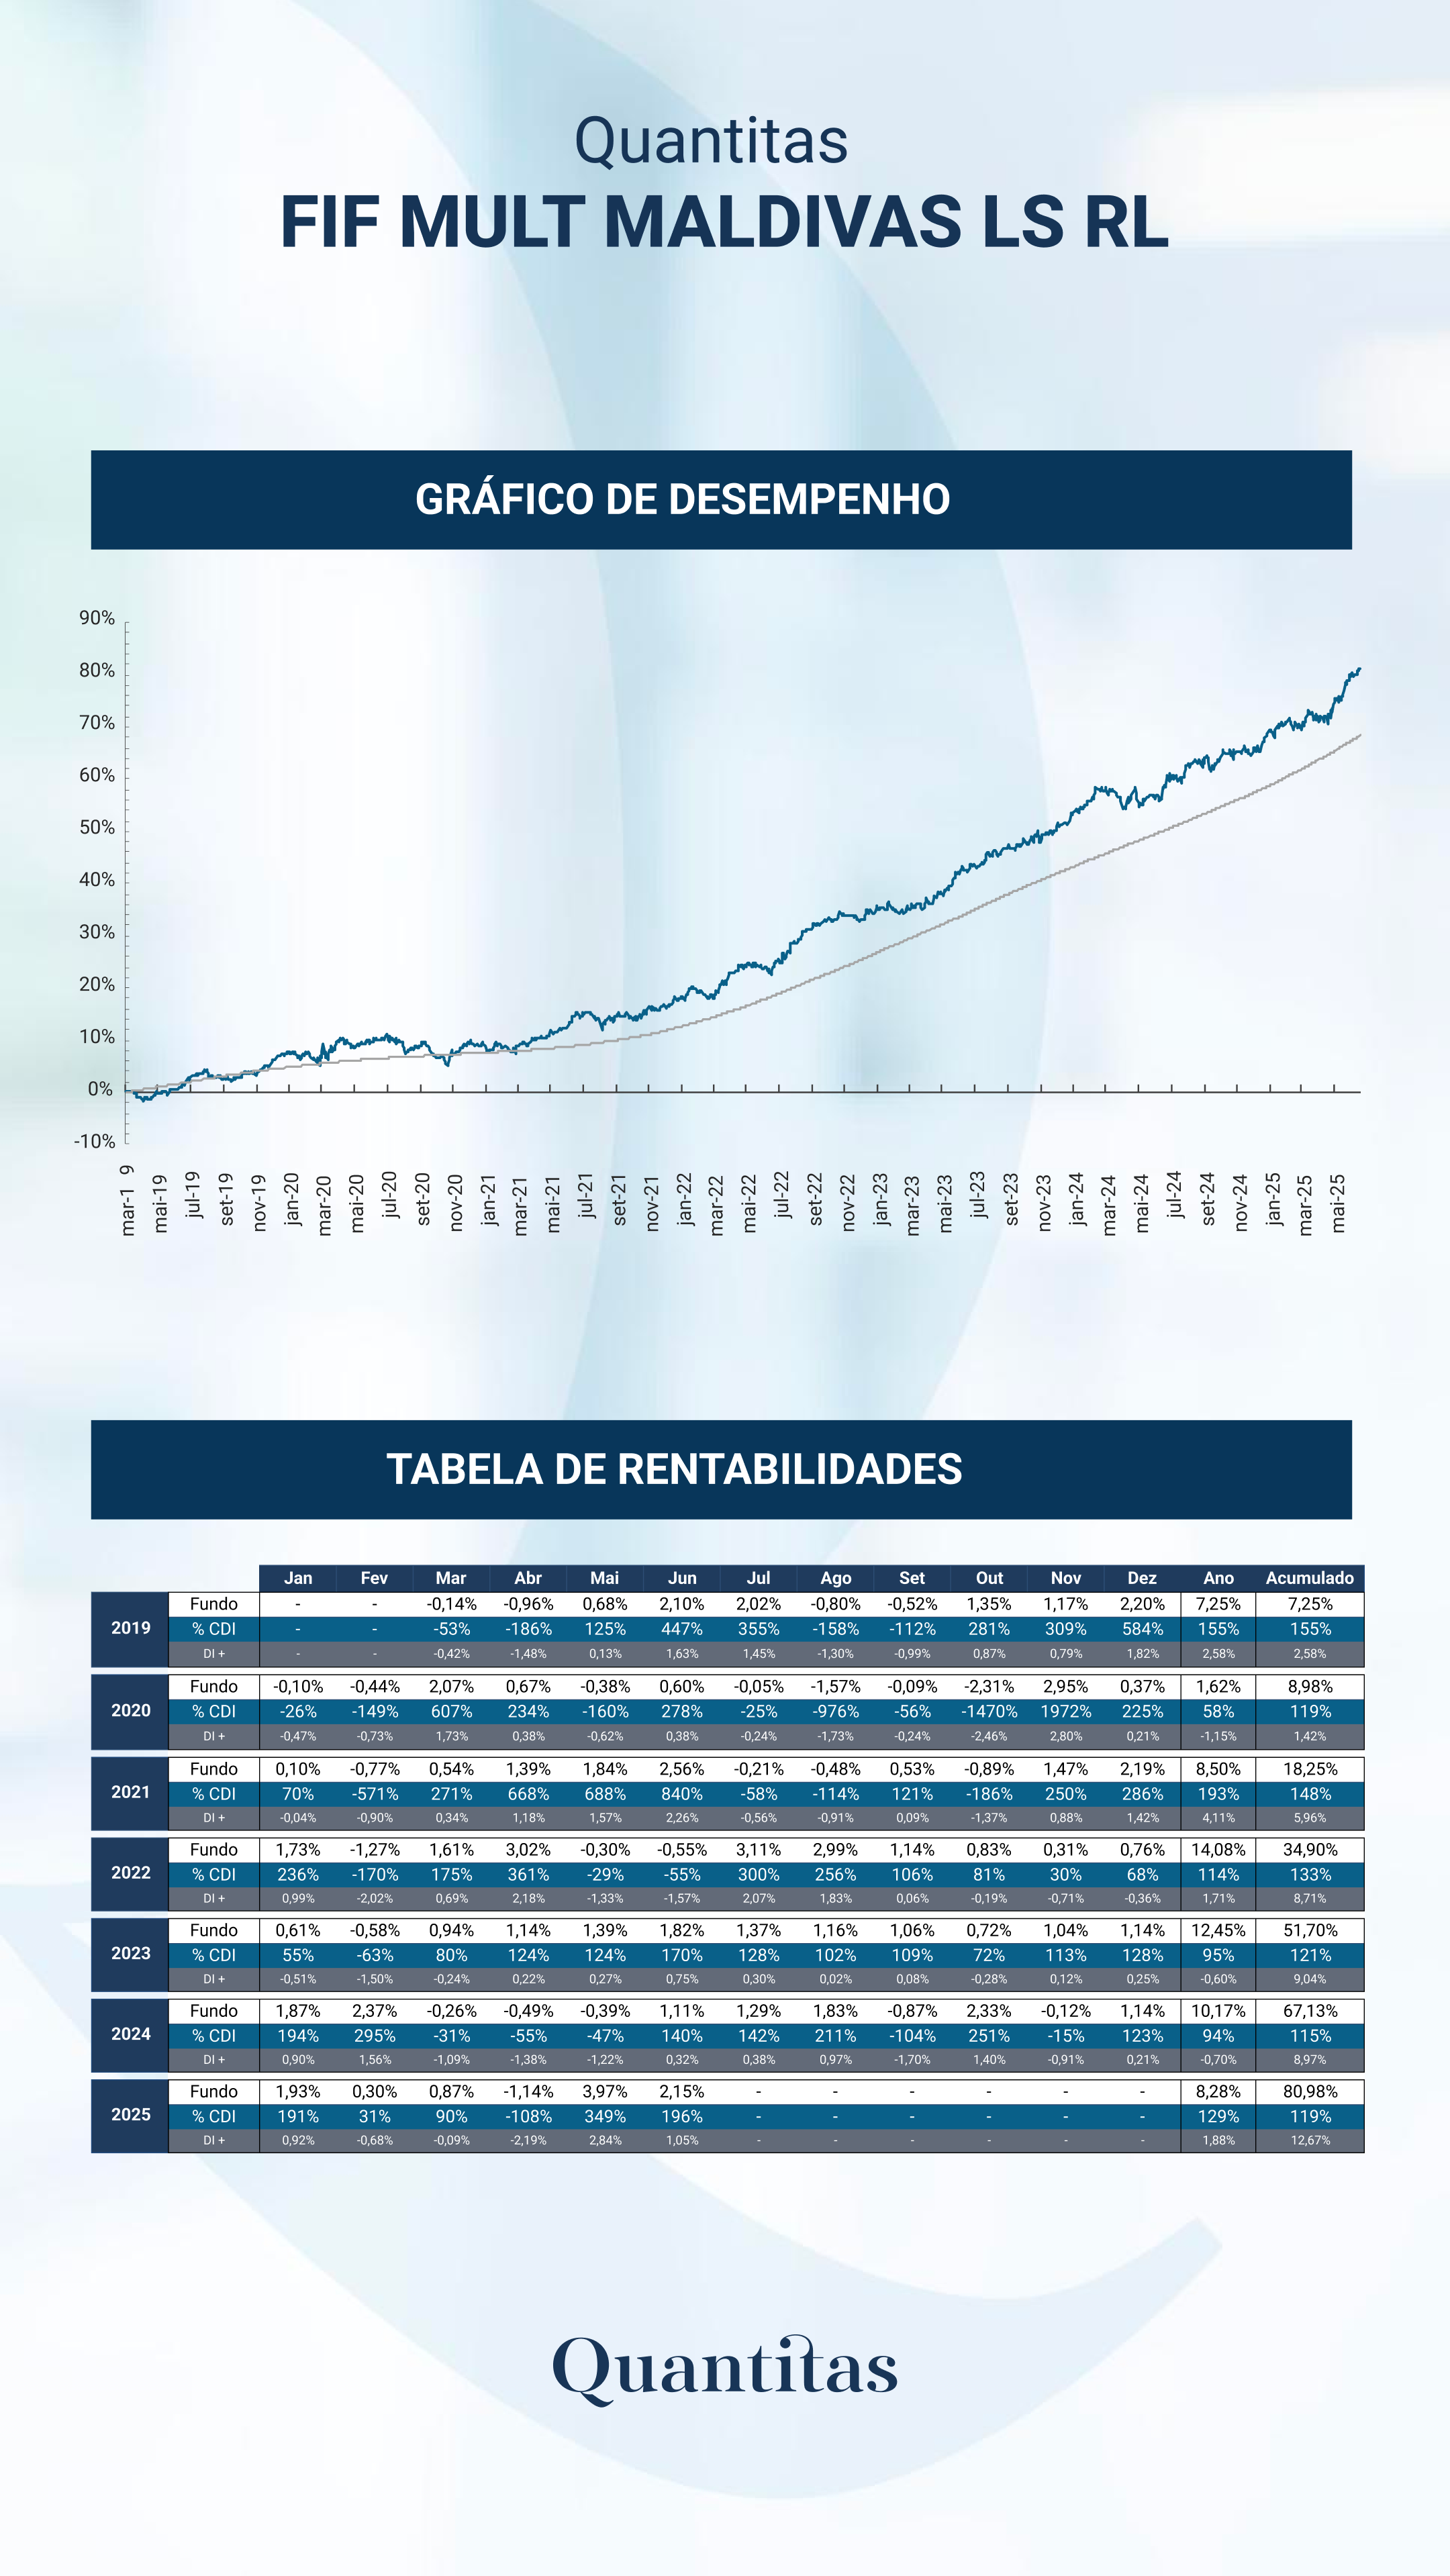 Quantitas
FIF MULT MALDIVAS LS RL
GRÁFICO DE DESEMPENHO
90%
80%
70%
60%
50%
40%
30%
20%
10%
0%
-10%
mar-1 9 mai-19 jul-19 set-19 nov-19 jan-20 mar-20 mai-20 jul-20 set-20 nov-20 jan-21 mar-21 mai-21 jul-21 set-21 nov-21 jan-22 mar-22 mai-22 jul-22 set-22 nov-22 jan-23 mar-23 mai-23 jul-23 set-23 nov-23 jan-24 mar-24 mai-24 jul-24 set-24 nov-24 jan-25 mar-25 mai-25
TABELA DE RENTABILIDADES
Jan Fev Mar Abr Mai Jun Jul Ago Set Out Nov Dez Ano Acumulado
2019
Fundo - - -0,14% -0,96% 0,68% 2,10% 2,02% -0,80% -0,52% 1,35% 1,17% 2,20% 7,25% 7,25%
% CDI - - -53% -186% 125% 447% 355% -158% -112% 281% 309% 584% 155% 155%
DI + - - -0,42% -1,48% 0,13% 1,63% 1,45% -1,30% -0,99% 0,87% 0,79% 1,82% 2,58% 2,58%
2020
Fundo -0,10% -0,44% 2,07% 0,67% -0,38% 0,60% -0,05% -1,57% -0,09% -2,31% 2,95% 0,37% 1,62% 8,98%
% CDI -26% -149% 607% 234% -160% 278% -25% -976% -56% -1470% 1972% 225% 58% 119%
DI + -0,47% -0,73% 1,73% 0,38% -0,62% 0,38% -0,24% -1,73% -0,24% -2,46% 2,80% 0,21% -1,15% 1,42%
2021
Fundo 0,10% -0,77% 0,54% 1,39% 1,84% 2,56% -0,21% -0,48% 0,53% -0,89% 1,47% 2,19% 8,50% 18,25%
% CDI 70% -571% 271% 668% 688% 840% -58% -114% 121% -186% 250% 286% 193% 148%
DI + -0,04% -0,90% 0,34% 1,18% 1,57% 2,26% -0,56% -0,91% 0,09% -1,37% 0,88% 1,42% 4,11% 5,96%
2022
Fundo 1,73% -1,27% 1,61% 3,02% -0,30% -0,55% 3,11% 2,99% 1,14% 0,83% 0,31% 0,76% 14,08% 34,90%
% CDI 236% -170% 175% 361% -29% -55% 300% 256% 106% 81% 30% 68% 114% 133%
DI + 0,99% -2,02% 0,69% 2,18% -1,33% -1,57% 2,07% 1,83% 0,06% -0,19% -0,71% -0,36% 1,71% 8,71%
2023
Fundo 0,61% -0,58% 0,94% 1,14% 1,39% 1,82% 1,37% 1,16% 1,06% 0,72% 1,04% 1,14% 12,45% 51,70%
% CDI 55% -63% 80% 124% 124% 170% 128% 102% 109% 72% 113% 128% 95% 121%
DI + -0,51% -1,50% -0,24% 0,22% 0,27% 0,75% 0,30% 0,02% 0,08% -0,28% 0,12% 0,25% -0,60% 9,04%
2024
Fundo 1,87% 2,37% -0,26% -0,49% -0,39% 1,11% 1,29% 1,83% -0,87% 2,33% -0,12% 1,14% 10,17% 67,13%
% CDI 194% 295% -31% -55% -47% 140% 142% 211% -104% 251% -15% 123% 94% 115%
DI + 0,90% 1,56% -1,09% -1,38% -1,22% 0,32% 0,38% 0,97% -1,70% 1,40% -0,91% 0,21% -0,70% 8,97%
2025
Fundo 1,93% 0,30% 0,87% -1,14% 3,97% 2,15% - - - - - - 8,28% 80,98%
% CDI 191% 31% 90% -108% 349% 196% - - - - - - 129% 119%
DI + 0,92% -0,68% -0,09% -2,19% 2,84% 1,05% - - - - - - 1,88% 12,67%
Quantitas